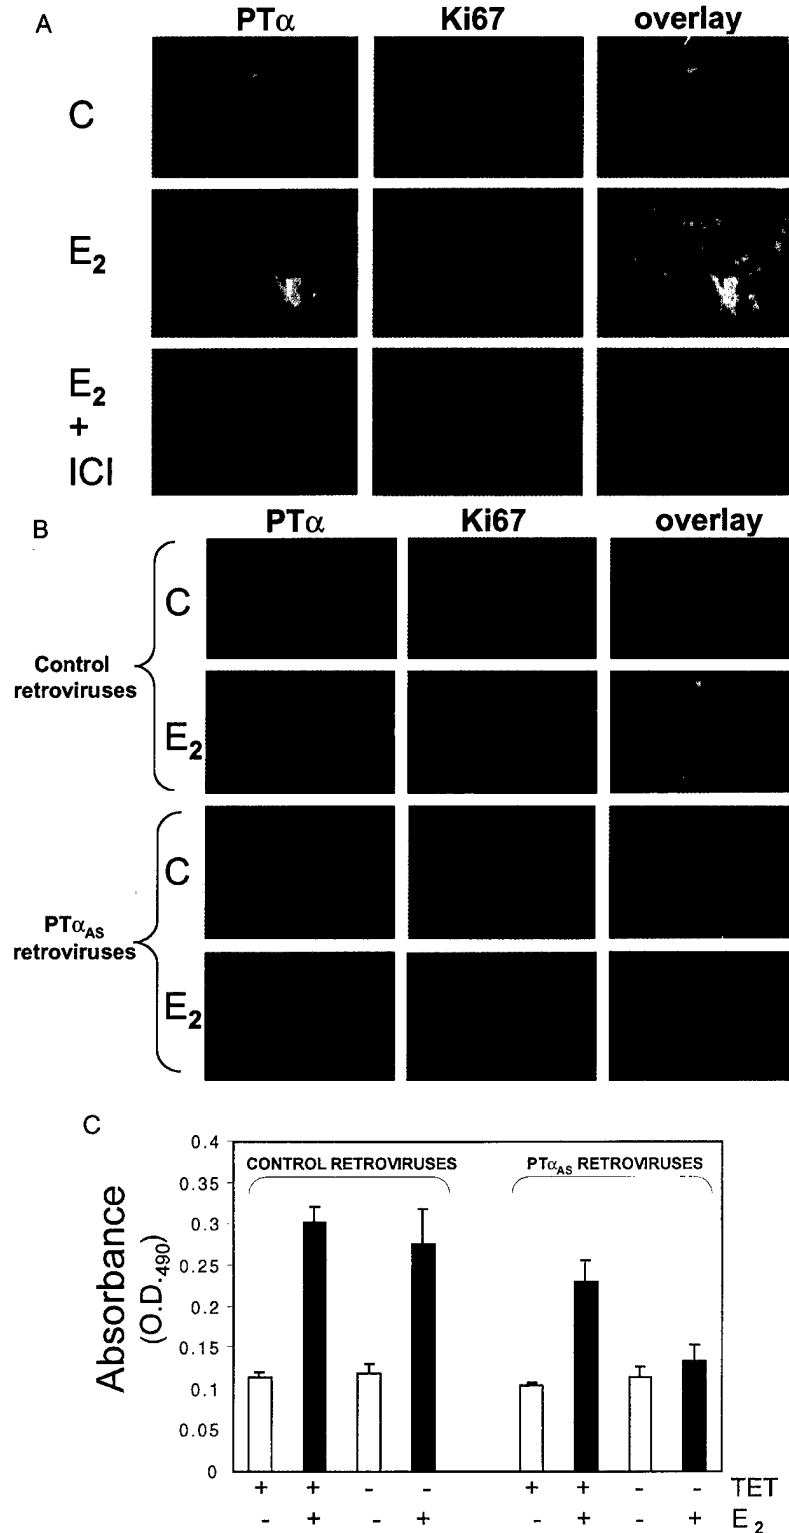 A
PTα Ki67 overlay
C
E₂
E₂
+
ICI
B
PTα Ki67 overlay
C
Control
retroviruses
E₂
C
PTα_AS
retroviruses
E₂
C
0.4
CONTROL RETROVIRUSES PTα_AS RETROVIRUSES
0.35
0.3
0.25
0.2
0.15
0.1
0.05
0
Absorbance
(O.D.₄₉₀)
+ + - - + + - - TET
- + - + - + - + E₂